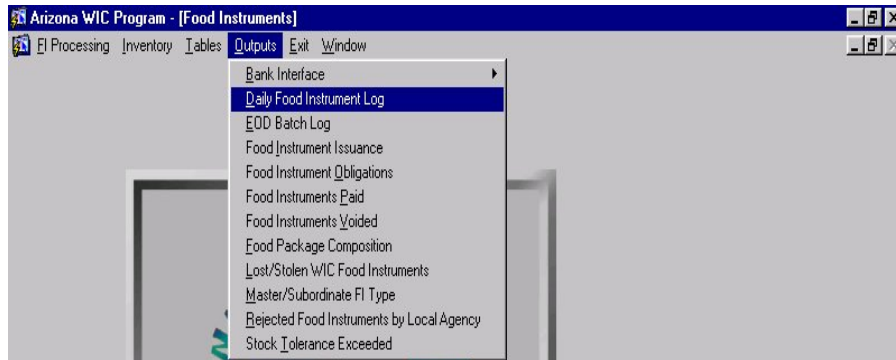 Arizona WIC Program - [Food Instruments]
FI Processing Inventory Tables Outputs Exit Window
Bank Interface
Daily Food Instrument Log
EOD Batch Log
Food Instrument Issuance
Food Instrument Obligations
Food Instruments Paid
Food Instruments Voided
Food Package Composition
Lost/Stolen WIC Food Instruments
Master/Subordinate FI Type
Rejected Food Instruments by Local Agency
Stock Tolerance Exceeded